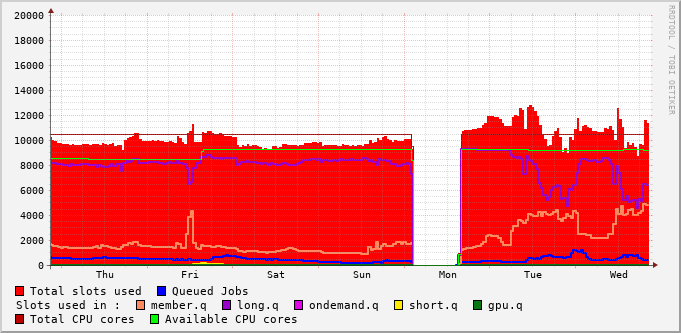 RRDTOOL / TOBI OETIKER
20000
18000
16000
14000
12000
10000
8000
6000
4000
2000
0
Thu Fri Sat Sun Mon Tue Wed
Total slots used Queued Jobs
Slots used in : member.q long.q ondemand.q short.q gpu.q
Total CPU cores Available CPU cores